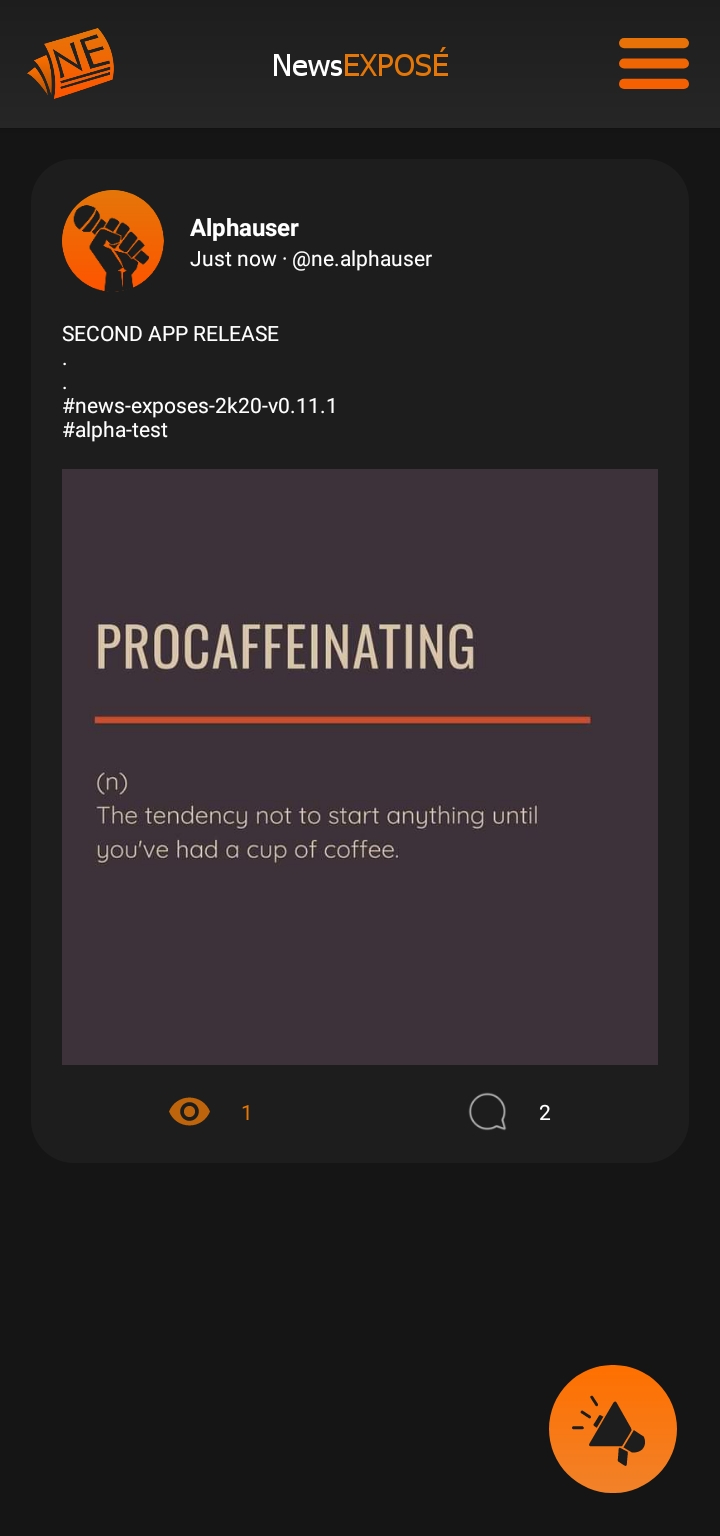 NE
NewsEXPOSÉ
Alphauser
Just now · @ne.alphauser
SECOND APP RELEASE
.
.
#news-exposes-2k20-v0.11.1
#alpha-test
PROCAFFEINATING
(n)
The tendency not to start anything until
you've had a cup of coffee.
1
2